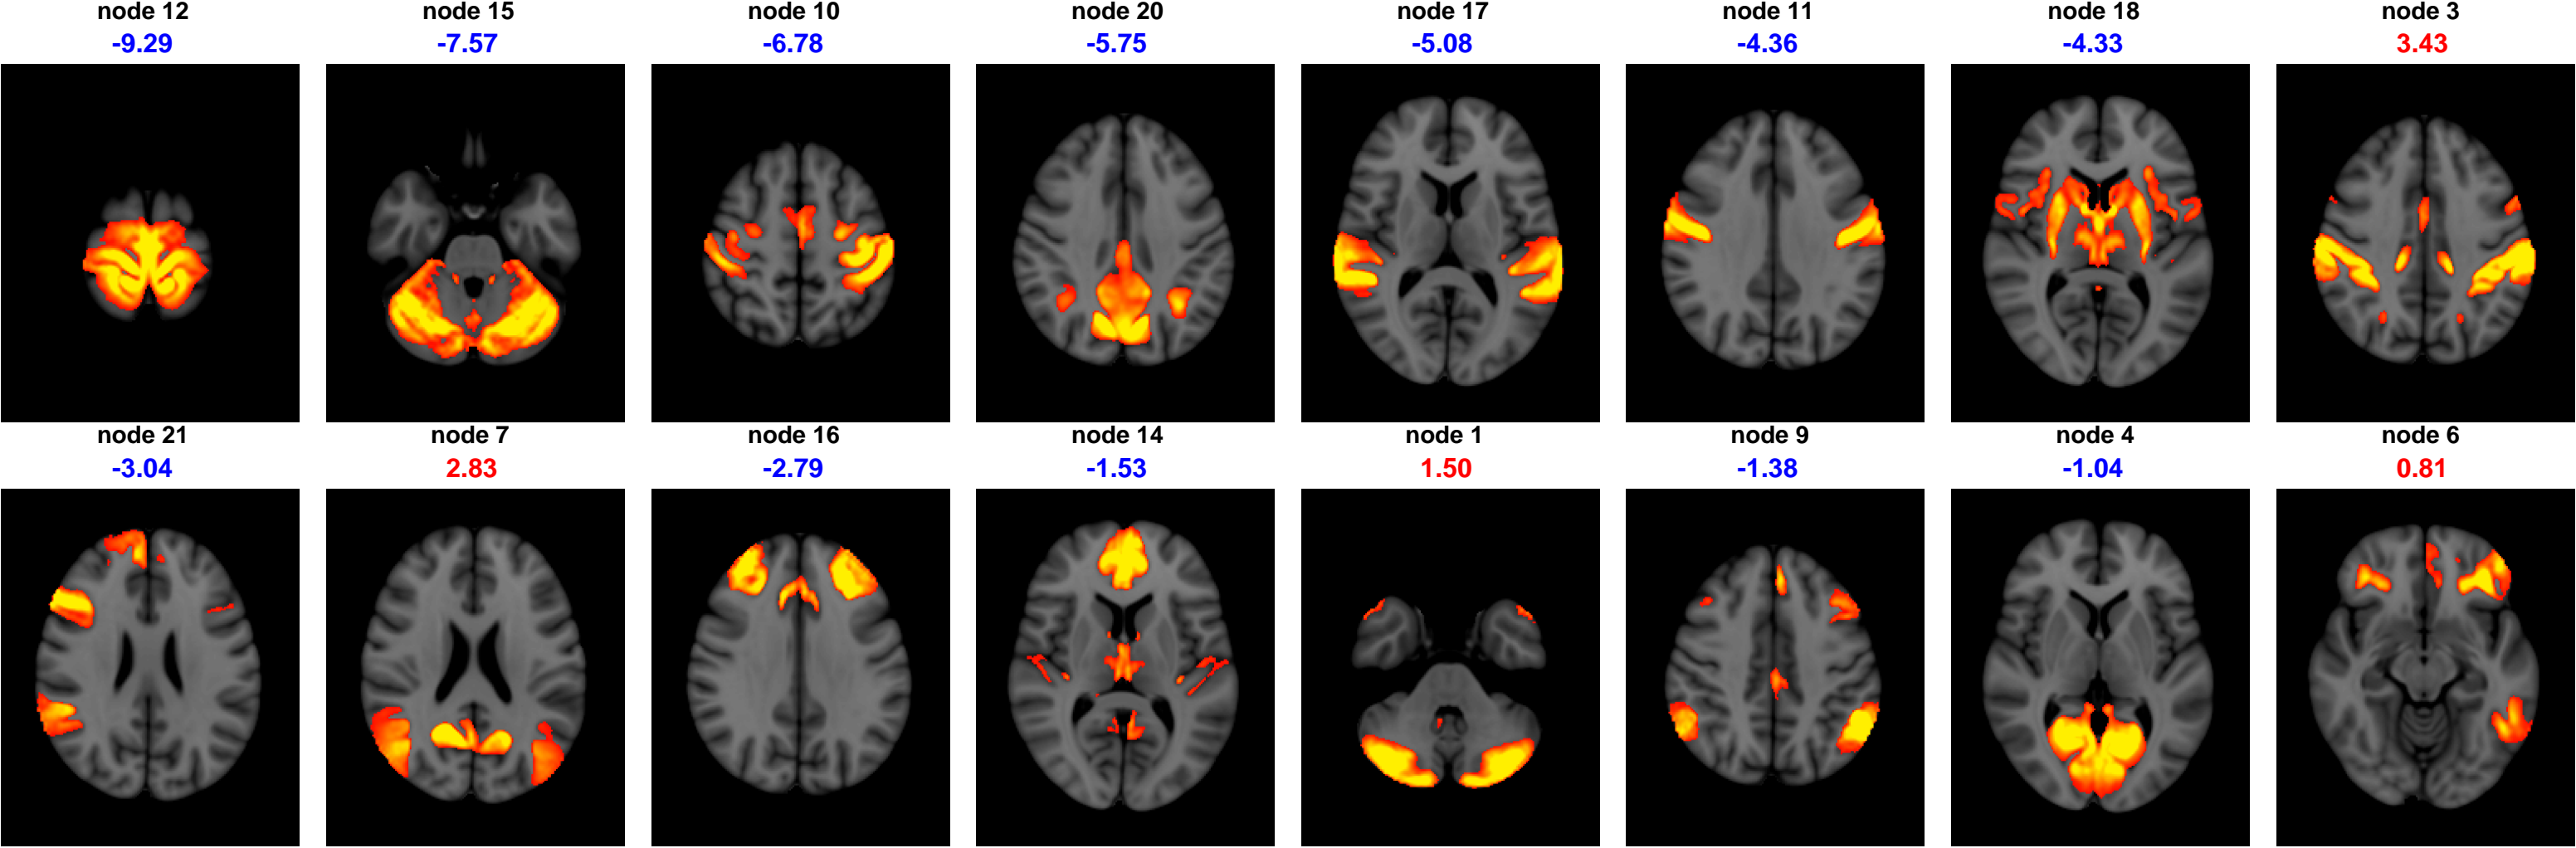 node 12 node 15 node 10 node 20 node 17 node 11 node 18 node 3
-9.29 -7.57 -6.78 -5.75 -5.08 -4.36 -4.33 3.43
node 21 node 7 node 16 node 14 node 1 node 9 node 4 node 6
-3.04 2.83 -2.79 -1.53 1.50 -1.38 -1.04 0.81